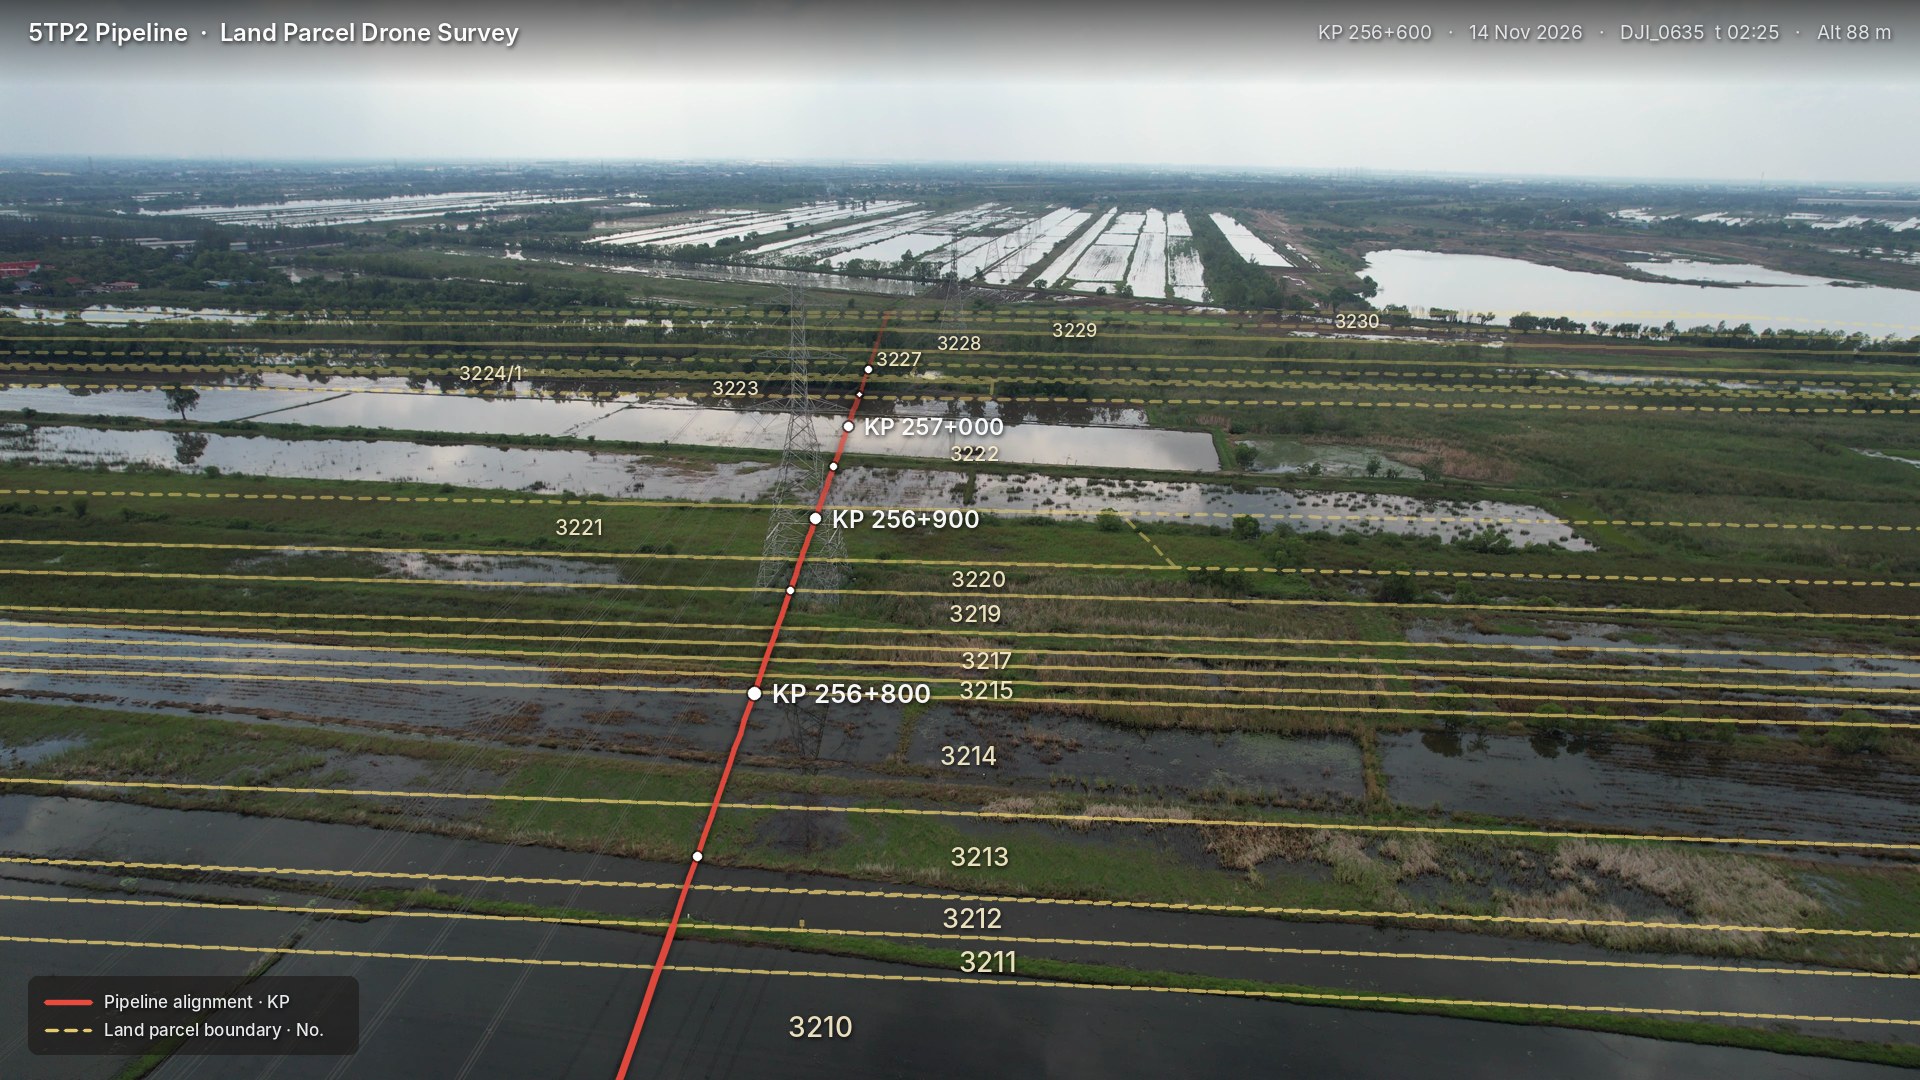 5TP2 Pipeline · Land Parcel Drone Survey
KP 256+600 · 14 Nov 2026 · DJI_0635 t 02:25 · Alt 88 m
3230
3229
3228
3227
3224/1
3223
KP 257+000
3222
KP 256+900
3221
3220
3219
3217
3215
KP 256+800
3214
3213
3212
3211
3210
Pipeline alignment · KP
Land parcel boundary · No.